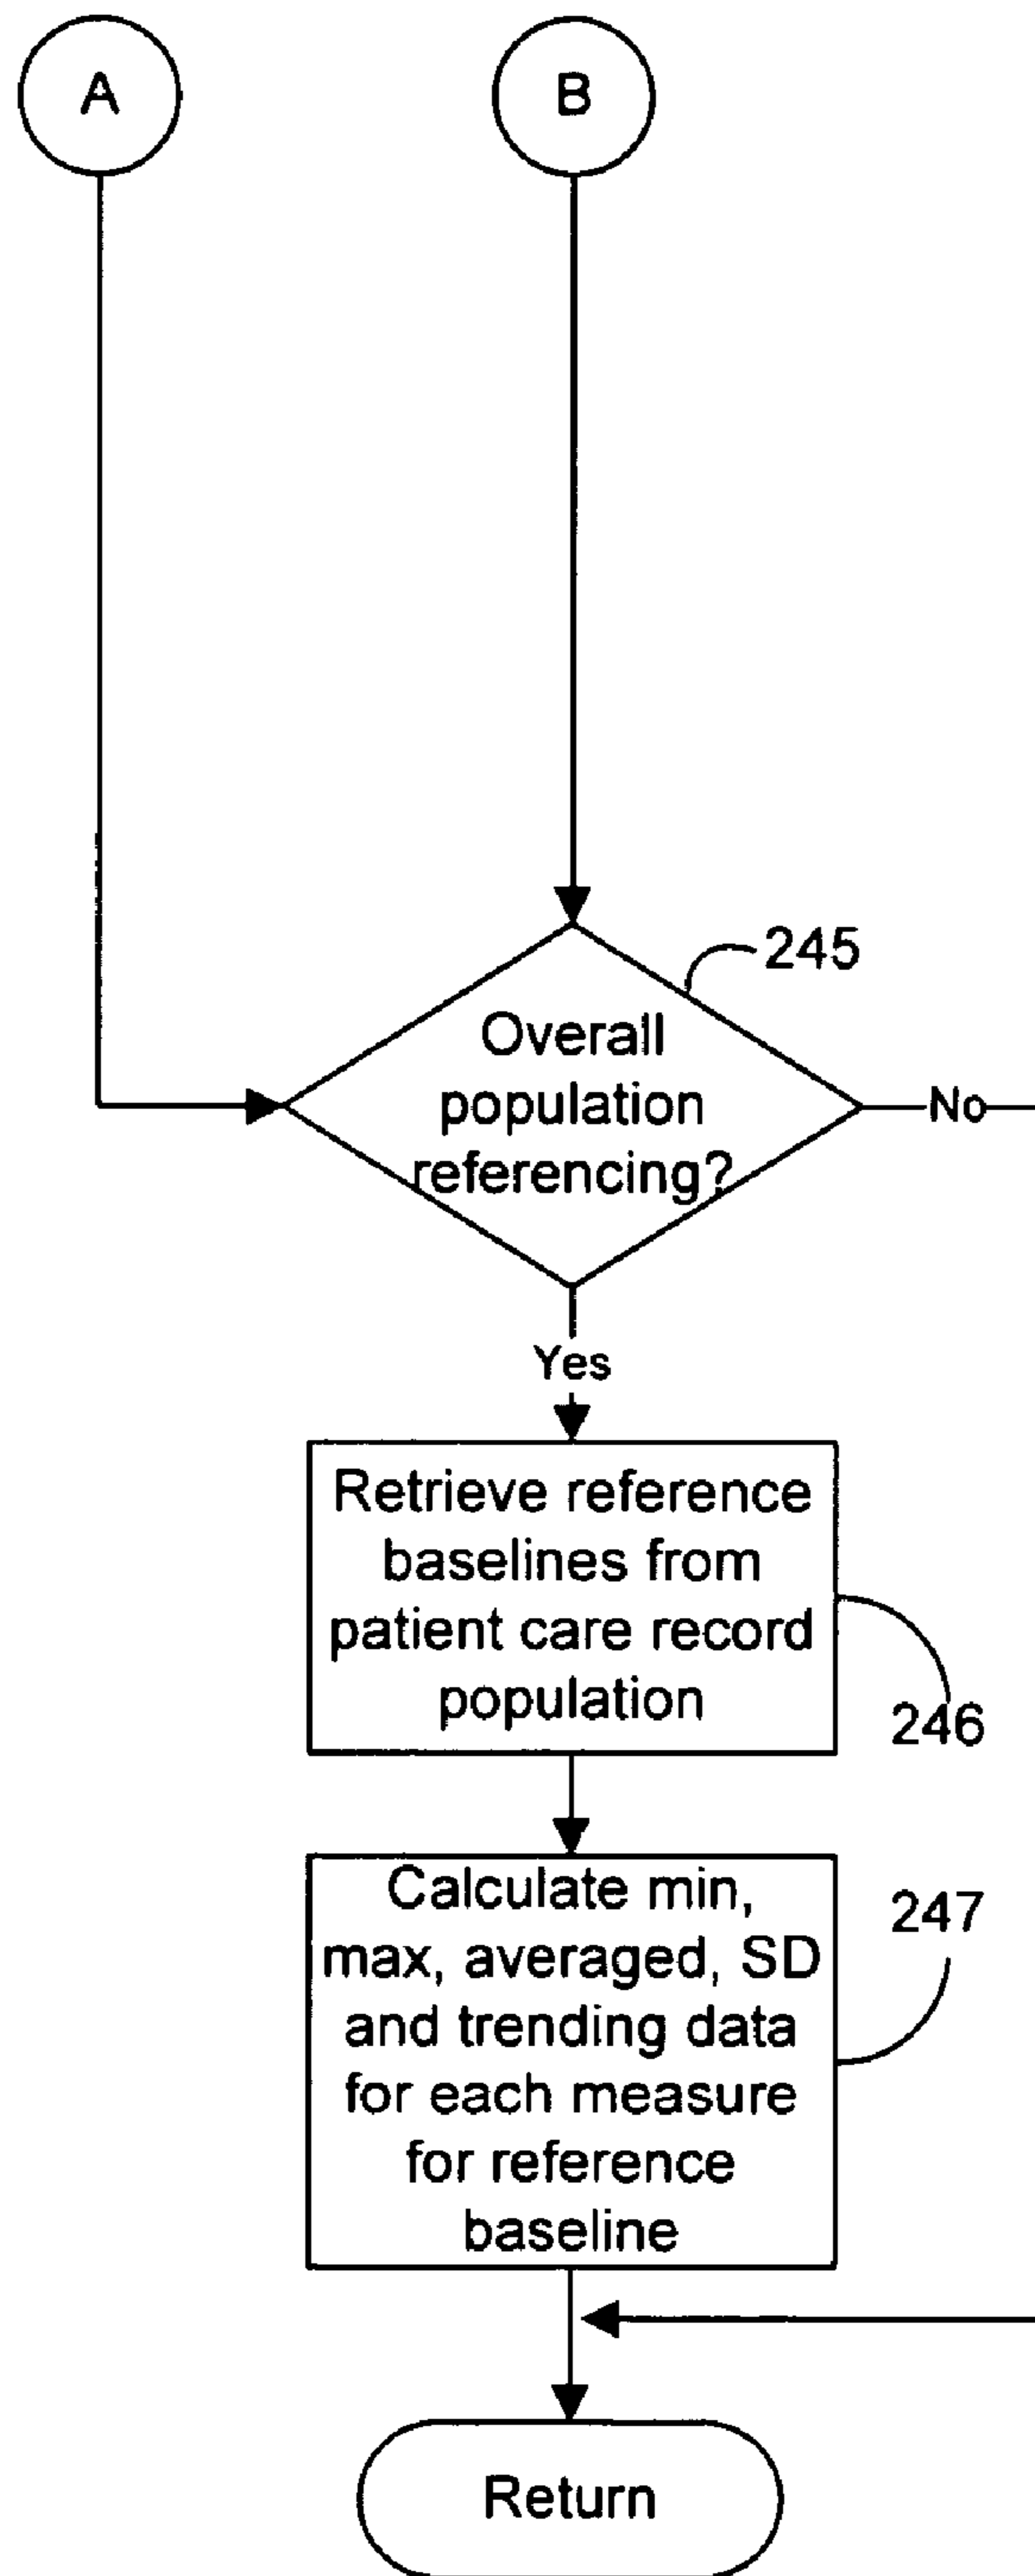 A
B
245
Overall
population
referencing?
No
Yes
Retrieve reference
baselines from
patient care record
population
246
Calculate min,
max, averaged, SD
and trending data
for each measure
for reference
baseline
247
Return